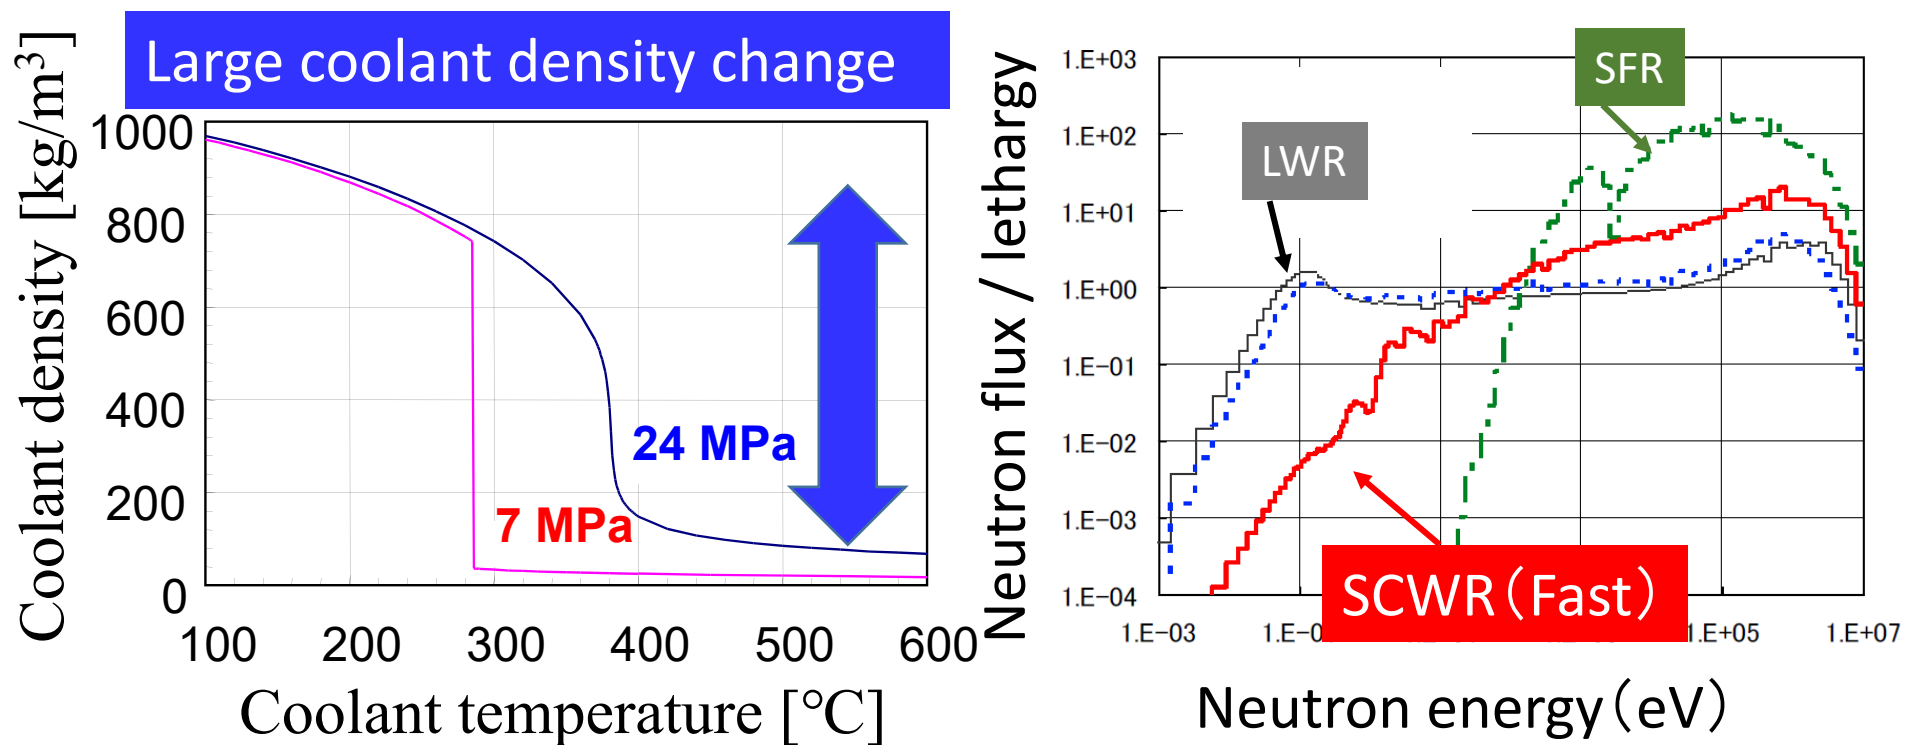 Large coolant density change
Coolant density [kg/m³]
1000
800
600
400
200
0
24 MPa
7 MPa
100 200 300 400 500 600
Coolant temperature [℃]
Neutron flux / lethargy
1.E+03
1.E+02
1.E+01
1.E+00
1.E-01
1.E-02
1.E-03
1.E-04
SFR
LWR
SCWR（Fast）
1.E-03 1.E+05 1.E+07
Neutron energy（eV）